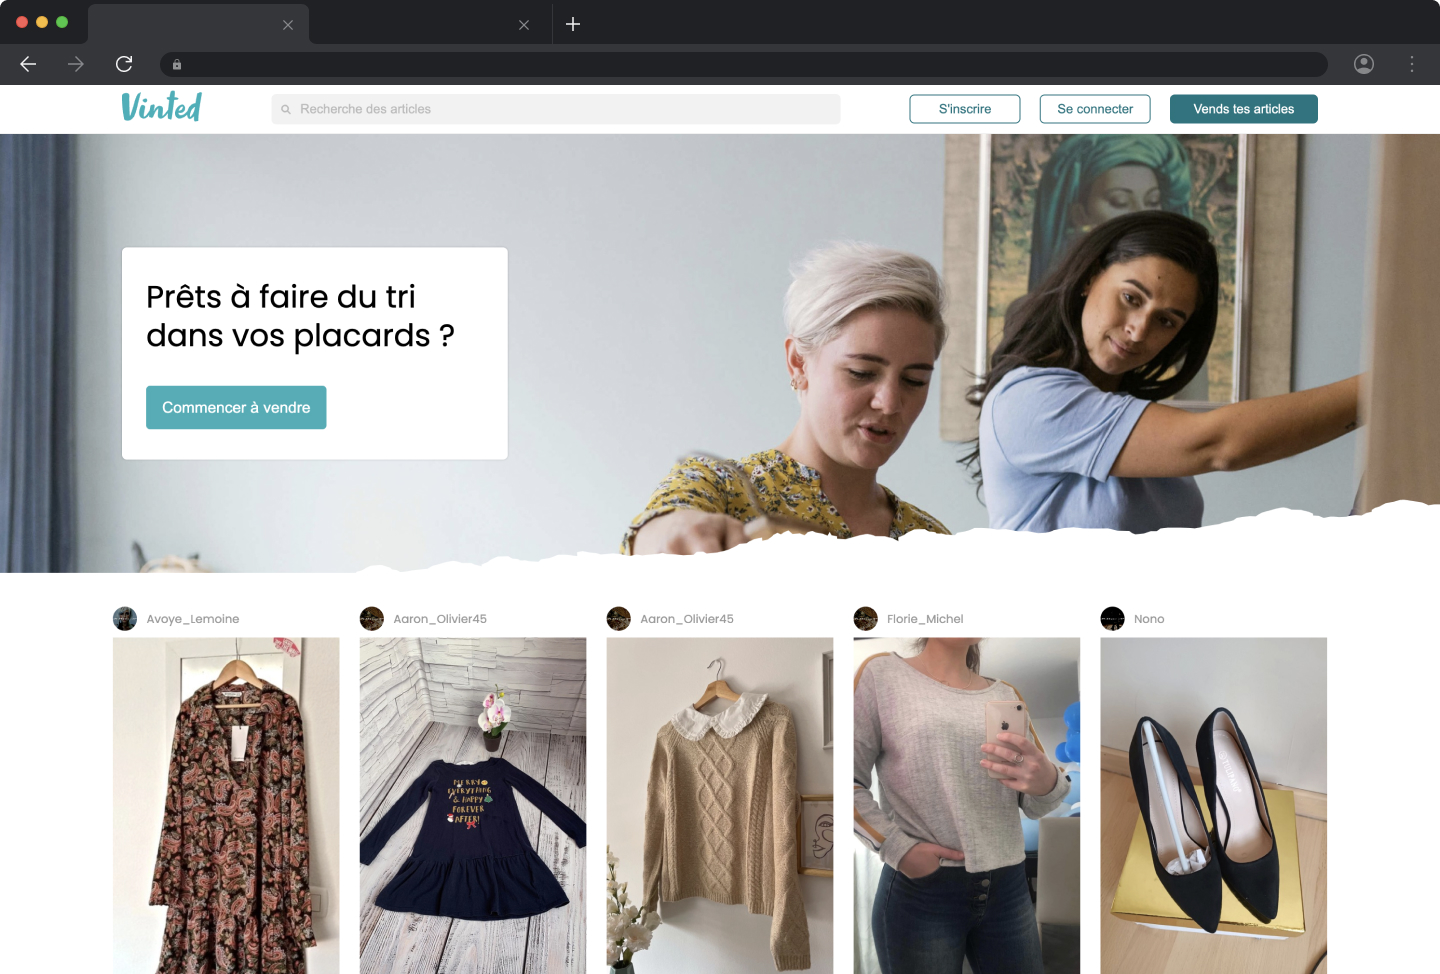 Vinted
Recherche des articles
S'inscrire
Se connecter
Vends tes articles
Prêts à faire du tri
dans vos placards ?
Commencer à vendre
Avoye_Lemoine
Aaron_Olivier45
Aaron_Olivier45
Florie_Michel
Nono
MERRY
EVERYTHING
& HAPPY
FOREVER
AFTER!